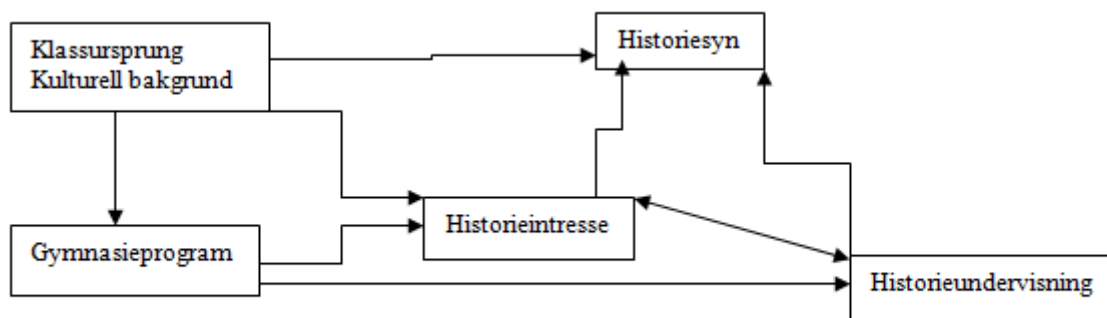 Klassursprung
Kulturell bakgrund
Historiesyn
Historieintresse
Gymnasieprogram
Historieundervisning